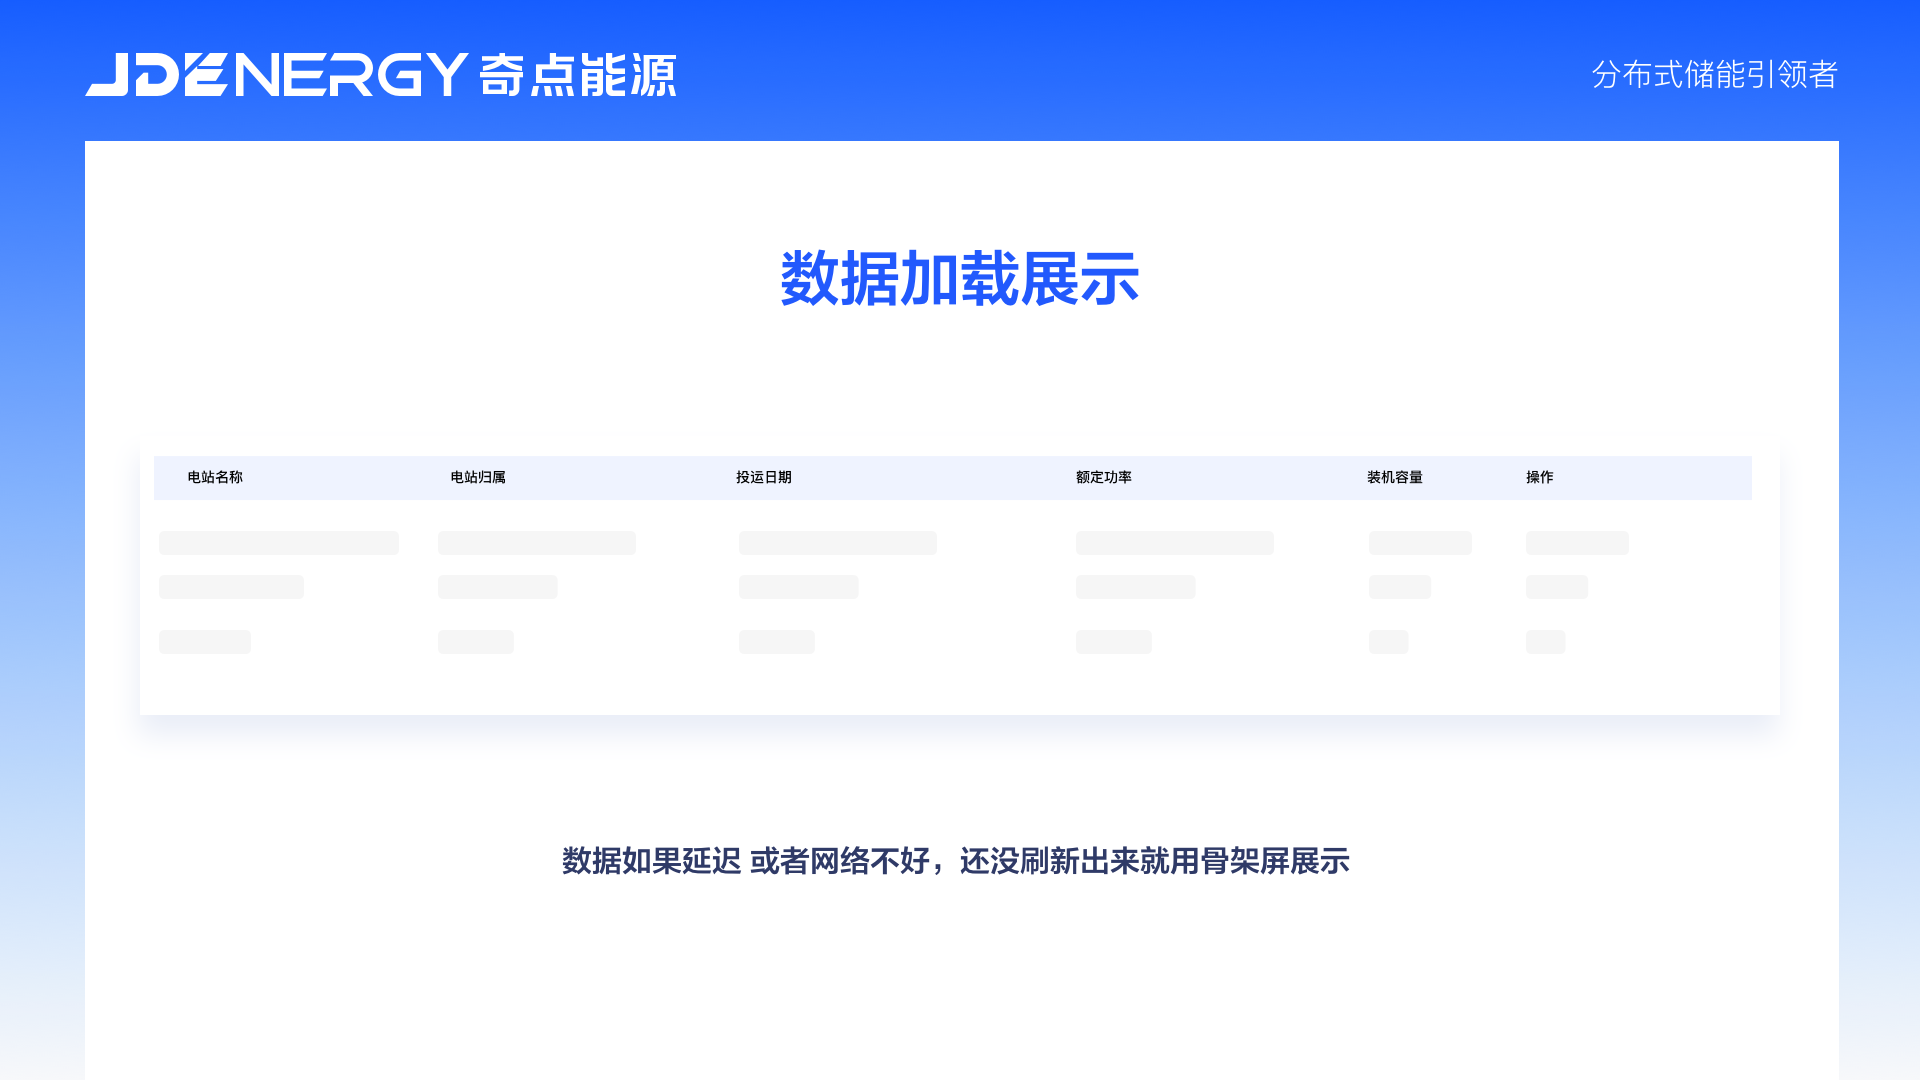 JDENERGY 奇点能源
分布式储能引领者
数据加载展示
电站名称 电站归属 投运日期 额定功率 装机容量 操作
数据如果延迟 或者网络不好，还没刷新出来就用骨架屏展示